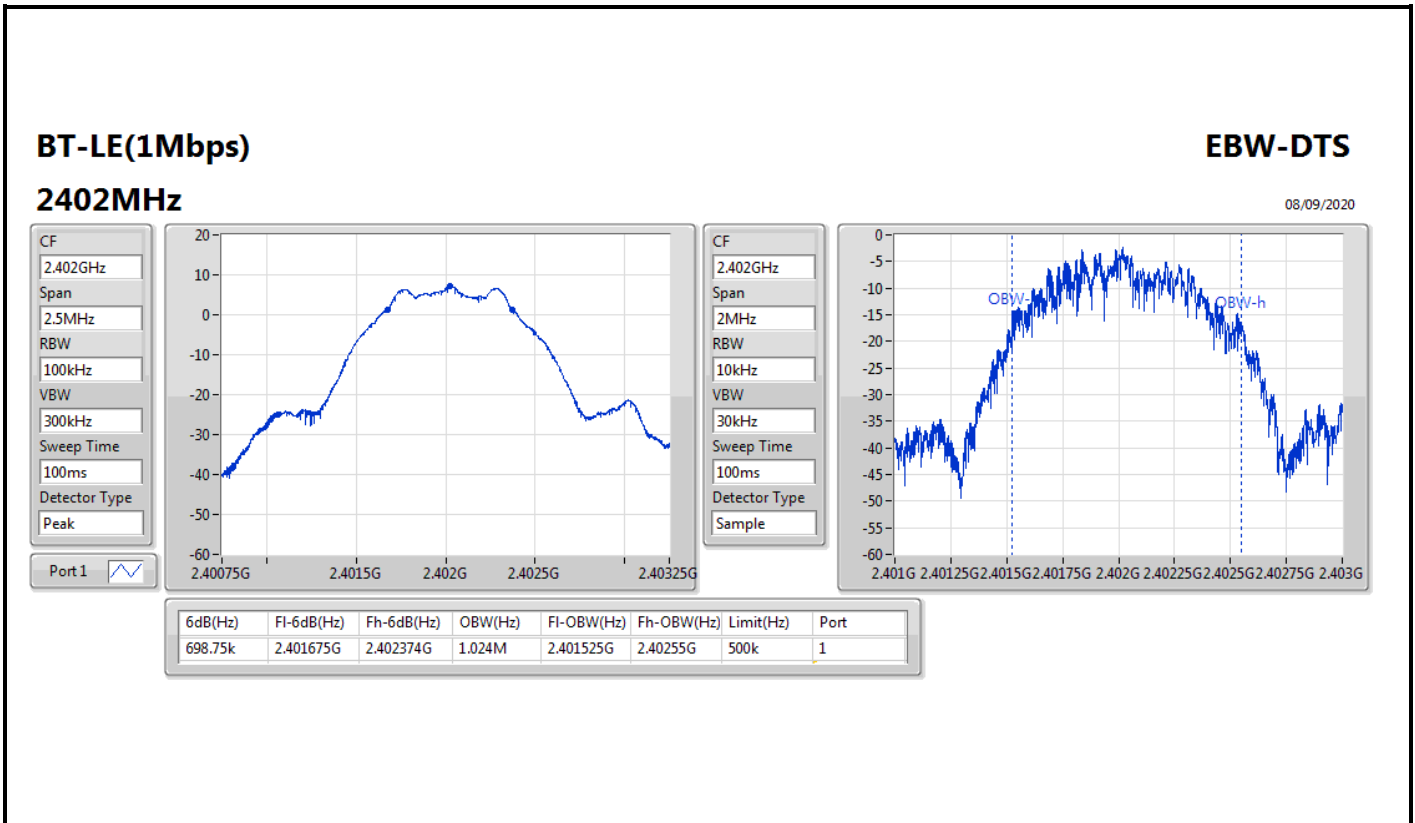 BT-LE(1Mbps)
EBW-DTS
2402MHz
08/09/2020
CF
2.402GHz
Span
2.5MHz
RBW
100kHz
VBW
300kHz
Sweep Time
100ms
Detector Type
Peak
Port 1
20
10
0
-10
-20
-30
-40
-50
-60
2.40075G 2.4015G 2.402G 2.4025G 2.40325G
CF
2.402GHz
Span
2MHz
RBW
10kHz
VBW
30kHz
Sweep Time
100ms
Detector Type
Sample
0
-5
-10
-15
-20
-25
-30
-35
-40
-45
-50
-55
-60
OBW-
OBW-h
2.401G 2.40125G 2.4015G 2.40175G 2.402G 2.40225G 2.4025G 2.40275G 2.403G
6dB(Hz) Fl-6dB(Hz) Fh-6dB(Hz) OBW(Hz) Fl-OBW(Hz) Fh-OBW(Hz) Limit(Hz) Port
698.75k 2.401675G 2.402374G 1.024M 2.401525G 2.40255G 500k 1